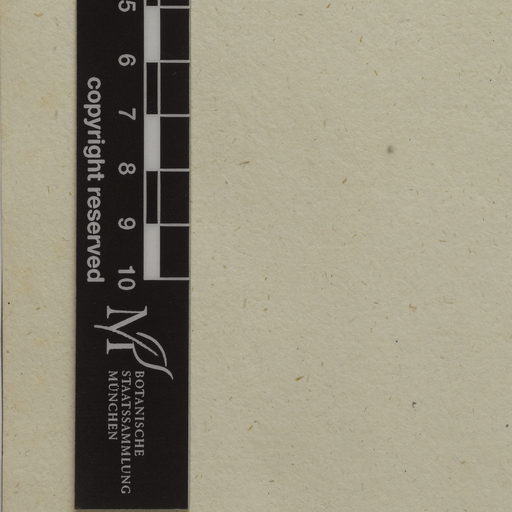 5
6
7
8
9
10
copyright reserved
BOTANISCHE
STAATSSAMMLUNG
MÜNCHEN